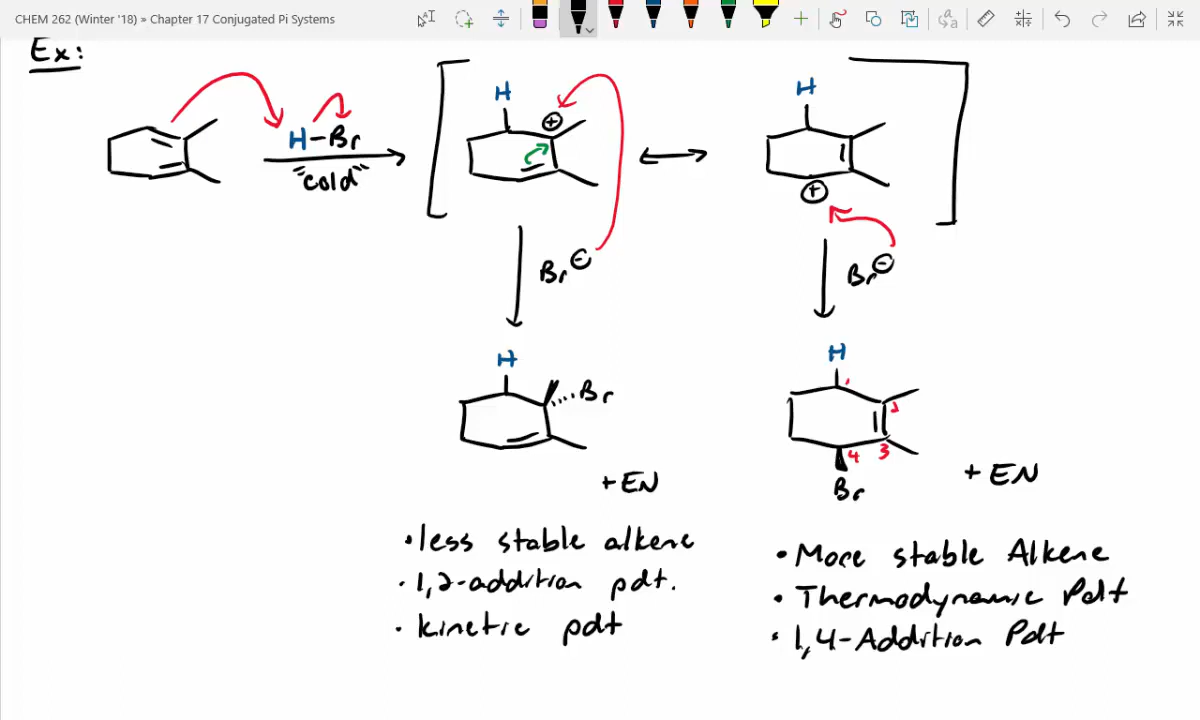 CHEM 262 (Winter '18) » Chapter 17 Conjugated Pi Systems
Ex:
H-Br
"cold"
H
⊕
H
⊕
Br⊖
Br⊖
H
Br
+ EN
H
1
2
3
4
Br
+ EN
• less stable alkene
• 1,2-addition pdt.
• kinetic pdt
• More stable Alkene
• Thermodynamic Pdt
• 1,4-Addition Pdt